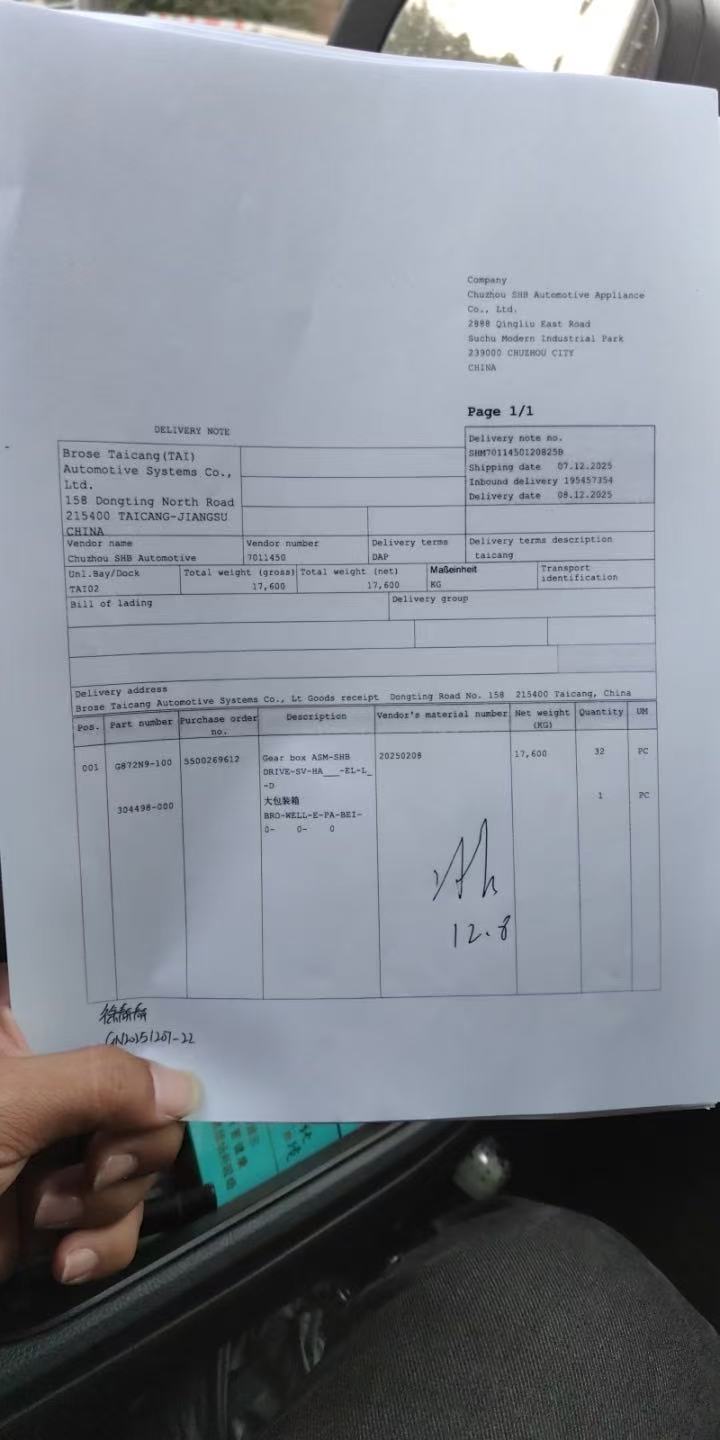 Company
Chuzhou SHB Automotive Appliance
Co., Ltd.
2888 Qingliu East Road
Suchu Modern Industrial Park
239000 CHUZHOU CITY
CHINA
Page 1/1
DELIVERY NOTE
Brose Taicang(TAI)
Automotive Systems Co.,
Ltd.
158 Dongting North Road
215400 TAICANG-JIANGSU
CHINA
Delivery note no.
SHM7011450120825B
Shipping date 07.12.2025
Inbound delivery 195457354
Delivery date 08.12.2025
Vendor name Vendor number Delivery terms Delivery terms description
Chuzhou SHB Automotive 7011450 DAP taicang
Unl.Bay/Dock Total weight (gross) Total weight (net) Maßeinheit Transport identification
TAI02 17,600 17,600 KG
Bill of lading Delivery group
Delivery address
Brose Taicang Automotive Systems Co., Lt Goods receipt Dongting Road No. 158 215400 Taicang, China
Pos. Part number Purchase order no. Description Vendor's material number Net weight (KG) Quantity UM
001 G872N9-100 5500269612 Gear box ASM-SHB 20250208 17,600 32 PC
DRIVE-SV-HA___-EL-L_
-D
304498-000 大包装箱 1 PC
BRO-WELL-E-PA-BEI-
0- 0- 0
12.8
GN20251207-22